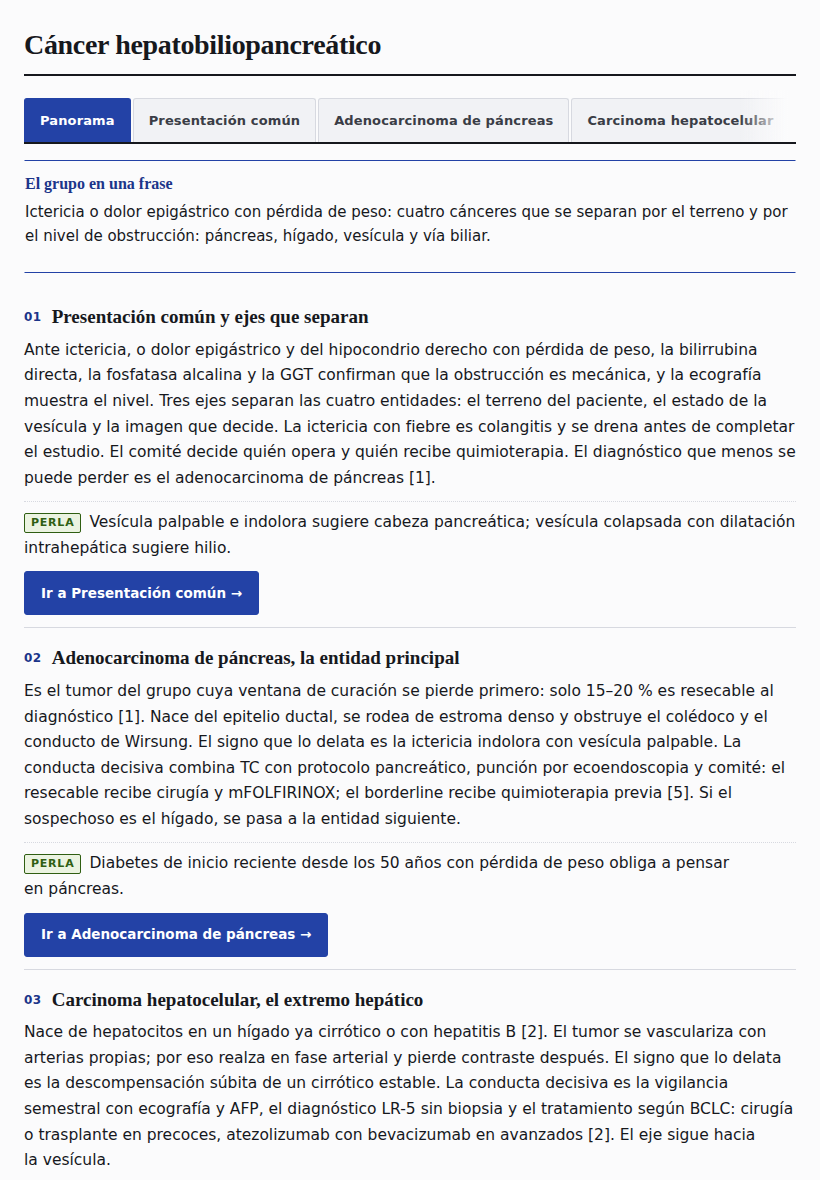 Cáncer hepatobiliopancreático
Panorama
Presentación común
Adenocarcinoma de páncreas
Carcinoma hepatocelular
El grupo en una frase
Ictericia o dolor epigástrico con pérdida de peso: cuatro cánceres que se separan por el terreno y por
el nivel de obstrucción: páncreas, hígado, vesícula y vía biliar.
01 Presentación común y ejes que separan
Ante ictericia, o dolor epigástrico y del hipocondrio derecho con pérdida de peso, la bilirrubina
directa, la fosfatasa alcalina y la GGT confirman que la obstrucción es mecánica, y la ecografía
muestra el nivel. Tres ejes separan las cuatro entidades: el terreno del paciente, el estado de la
vesícula y la imagen que decide. La ictericia con fiebre es colangitis y se drena antes de completar
el estudio. El comité decide quién opera y quién recibe quimioterapia. El diagnóstico que menos se
puede perder es el adenocarcinoma de páncreas [1].
PERLA Vesícula palpable e indolora sugiere cabeza pancreática; vesícula colapsada con dilatación
intrahepática sugiere hilio.
Ir a Presentación común →
02 Adenocarcinoma de páncreas, la entidad principal
Es el tumor del grupo cuya ventana de curación se pierde primero: solo 15–20 % es resecable al
diagnóstico [1]. Nace del epitelio ductal, se rodea de estroma denso y obstruye el colédoco y el
conducto de Wirsung. El signo que lo delata es la ictericia indolora con vesícula palpable. La
conducta decisiva combina TC con protocolo pancreático, punción por ecoendoscopia y comité: el
resecable recibe cirugía y mFOLFIRINOX; el borderline recibe quimioterapia previa [5]. Si el
sospechoso es el hígado, se pasa a la entidad siguiente.
PERLA Diabetes de inicio reciente desde los 50 años con pérdida de peso obliga a pensar
en páncreas.
Ir a Adenocarcinoma de páncreas →
03 Carcinoma hepatocelular, el extremo hepático
Nace de hepatocitos en un hígado ya cirrótico o con hepatitis B [2]. El tumor se vasculariza con
arterias propias; por eso realza en fase arterial y pierde contraste después. El signo que lo delata
es la descompensación súbita de un cirrótico estable. La conducta decisiva es la vigilancia
semestral con ecografía y AFP, el diagnóstico LR-5 sin biopsia y el tratamiento según BCLC: cirugía
o trasplante en precoces, atezolizumab con bevacizumab en avanzados [2]. El eje sigue hacia
la vesícula.